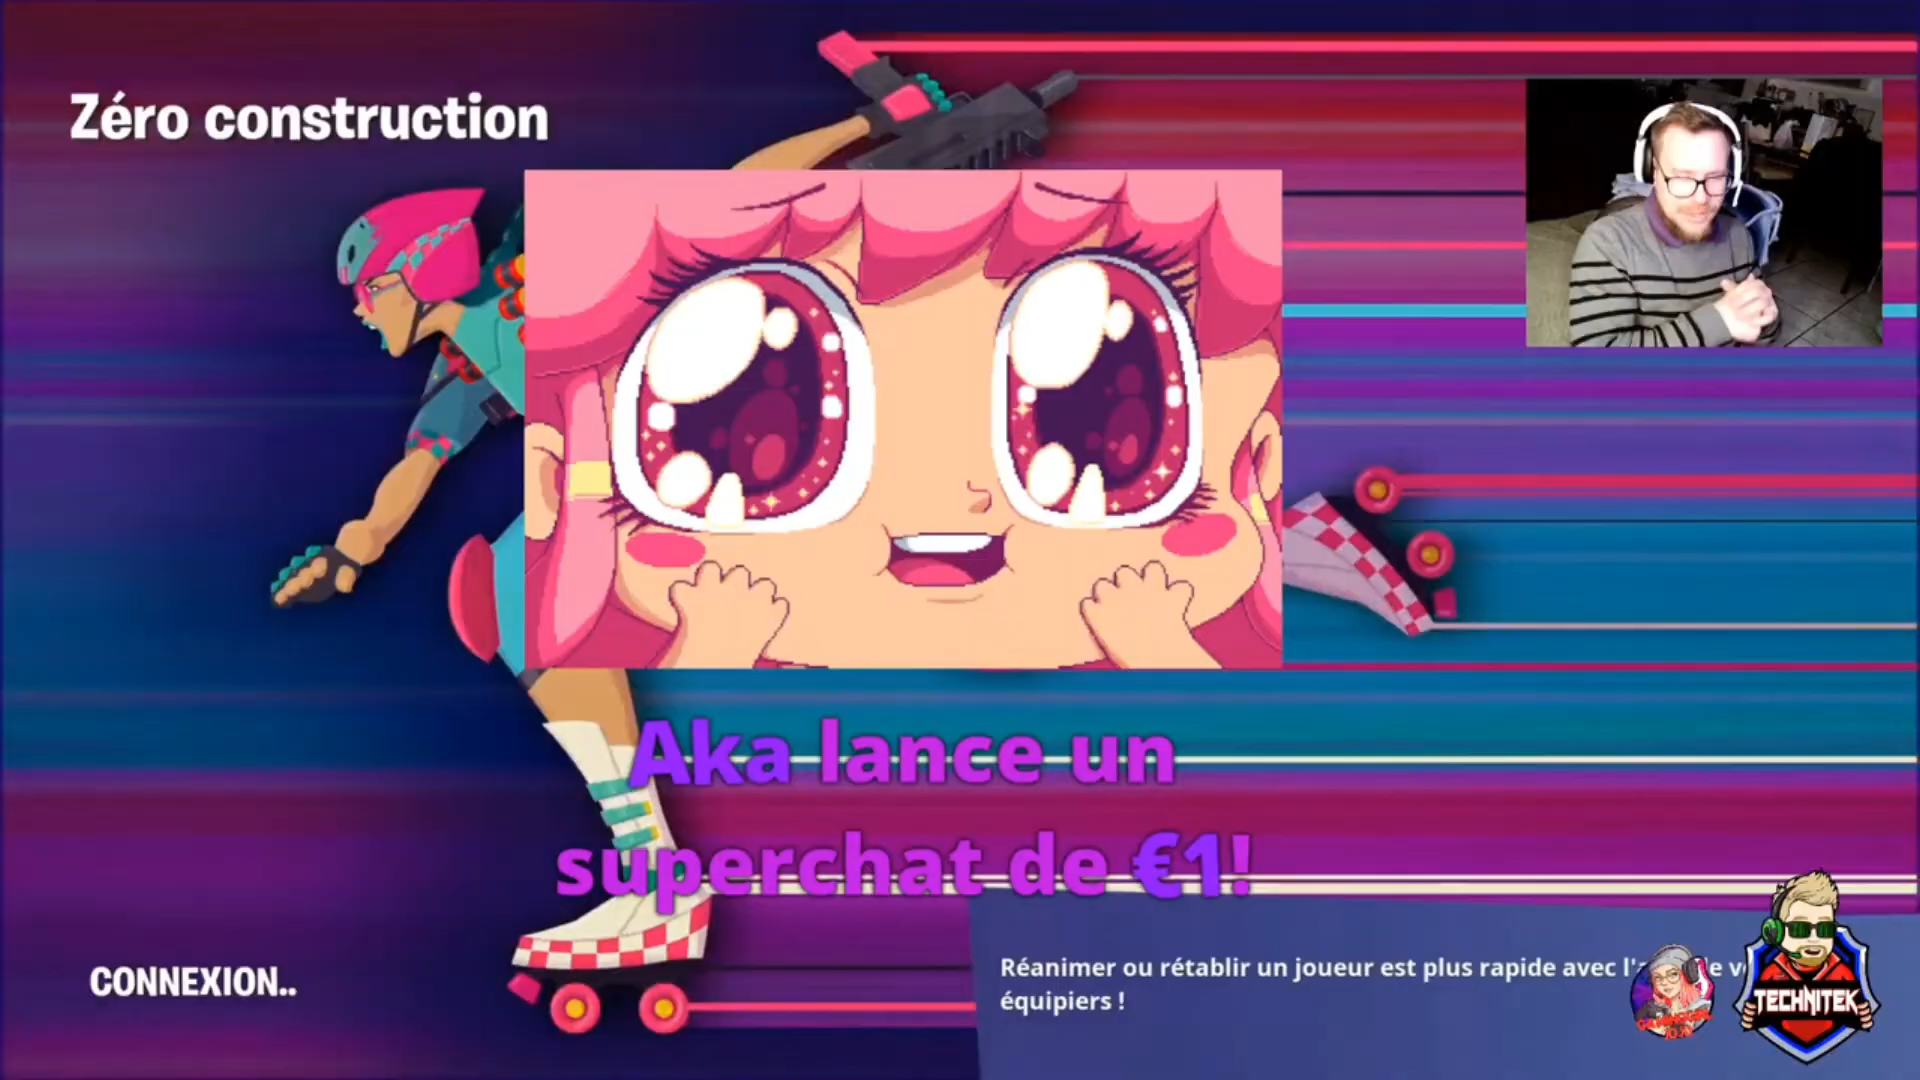 Zéro construction
Aka lance un
superchat de €1!
CONNEXION..
Réanimer ou rétablir un joueur est plus rapide avec
équipiers !
TECHNITEK